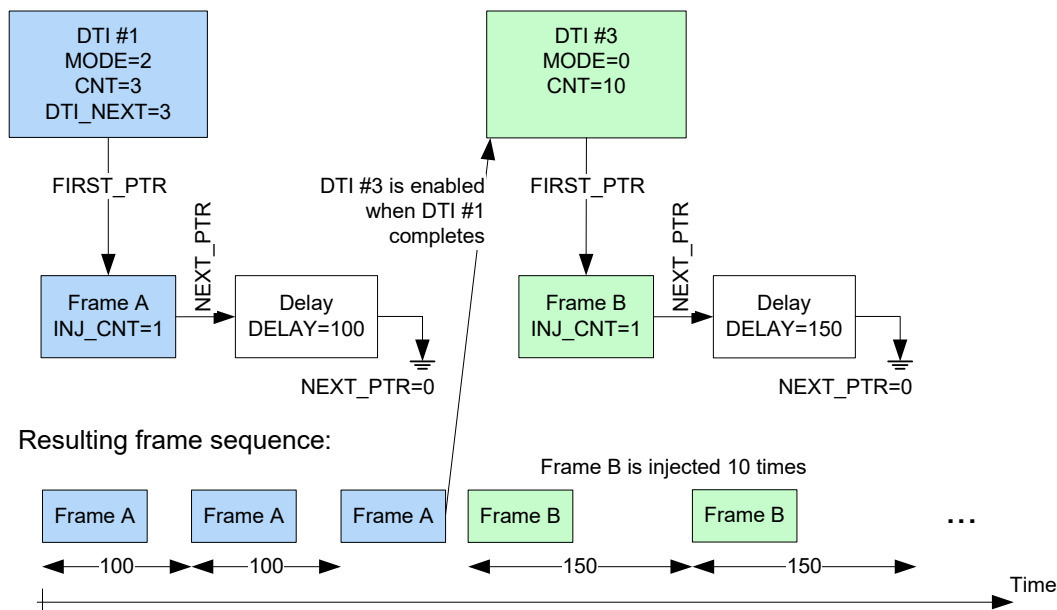 DTI #1
MODE=2
CNT=3
DTI_NEXT=3
DTI #3
MODE=0
CNT=10
FIRST_PTR
DTI #3 is enabled
when DTI #1
completes
FIRST_PTR
NEXT_PTR
NEXT_PTR
Frame A
INJ_CNT=1
Delay
DELAY=100
Frame B
INJ_CNT=1
Delay
DELAY=150
NEXT_PTR=0
NEXT_PTR=0
Resulting frame sequence:
Frame B is injected 10 times
Frame A
Frame A
Frame A
Frame B
Frame B
...
100
100
150
150
Time